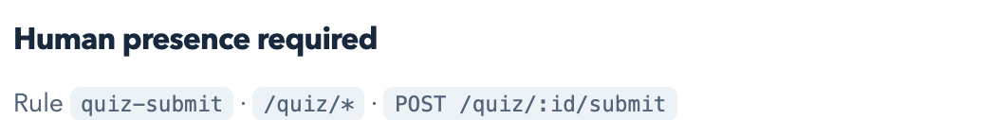 Human presence required
Rule quiz-submit · /quiz/* · POST /quiz/:id/submit